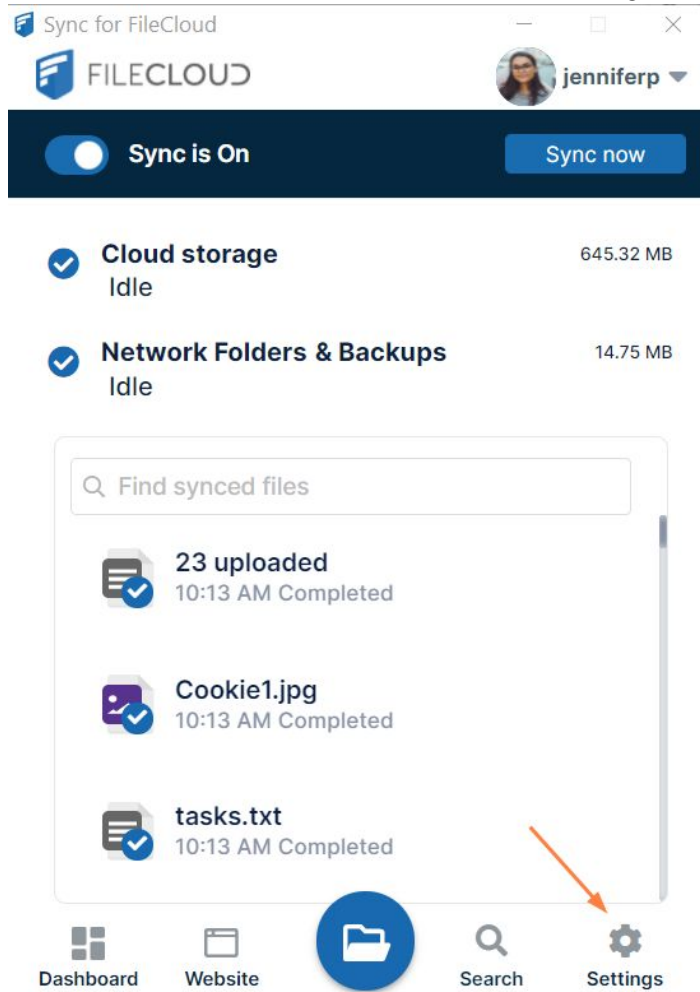 Sync for FileCloud
FILECLOUD
jenniferp
Sync is On
Sync now
Cloud storage
645.32 MB
Idle
Network Folders & Backups
14.75 MB
Idle
Find synced files
23 uploaded
10:13 AM Completed
Cookie1.jpg
10:13 AM Completed
tasks.txt
10:13 AM Completed
Dashboard
Website
Search
Settings